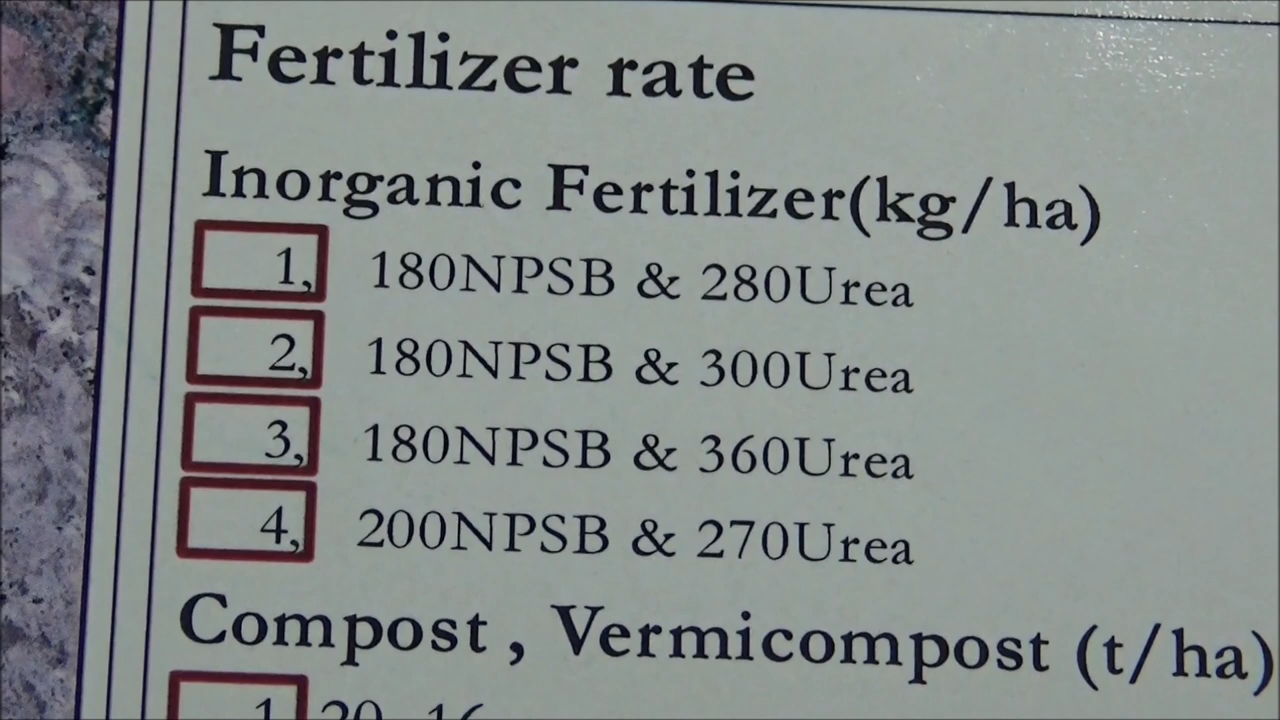 Fertilizer rate
Inorganic Fertilizer(kg/ha)
1, 180NPSB & 280Urea
2, 180NPSB & 300Urea
3, 180NPSB & 360Urea
4, 200NPSB & 270Urea
Compost , Vermicompost (t/ha)